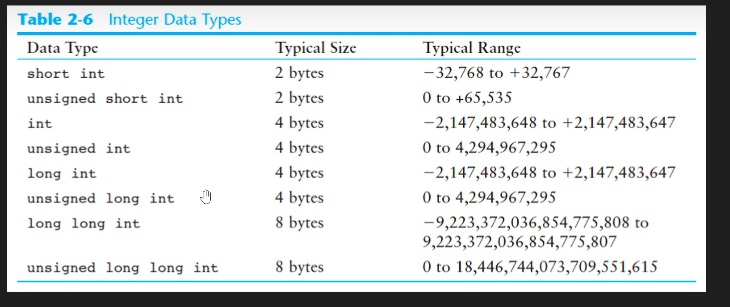 Table 2-6 Integer Data Types
Data Type Typical Size Typical Range
short int 2 bytes −32,768 to +32,767
unsigned short int 2 bytes 0 to +65,535
int 4 bytes −2,147,483,648 to +2,147,483,647
unsigned int 4 bytes 0 to 4,294,967,295
long int 4 bytes −2,147,483,648 to +2,147,483,647
unsigned long int 4 bytes 0 to 4,294,967,295
long long int 8 bytes −9,223,372,036,854,775,808 to
9,223,372,036,854,775,807
unsigned long long int 8 bytes 0 to 18,446,744,073,709,551,615